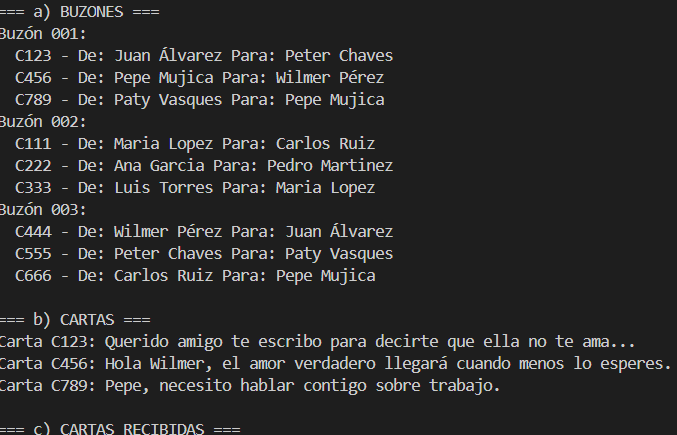 === a) BUZONES ===
Buzón 001:
  C123 - De: Juan Álvarez Para: Peter Chaves
  C456 - De: Pepe Mujica Para: Wilmer Pérez
  C789 - De: Paty Vasques Para: Pepe Mujica
Buzón 002:
  C111 - De: Maria Lopez Para: Carlos Ruiz
  C222 - De: Ana Garcia Para: Pedro Martinez
  C333 - De: Luis Torres Para: Maria Lopez
Buzón 003:
  C444 - De: Wilmer Pérez Para: Juan Álvarez
  C555 - De: Peter Chaves Para: Paty Vasques
  C666 - De: Carlos Ruiz Para: Pepe Mujica

=== b) CARTAS ===
Carta C123: Querido amigo te escribo para decirte que ella no te ama...
Carta C456: Hola Wilmer, el amor verdadero llegará cuando menos lo esperes.
Carta C789: Pepe, necesito hablar contigo sobre trabajo.

=== c) CARTAS RECIBIDAS ===